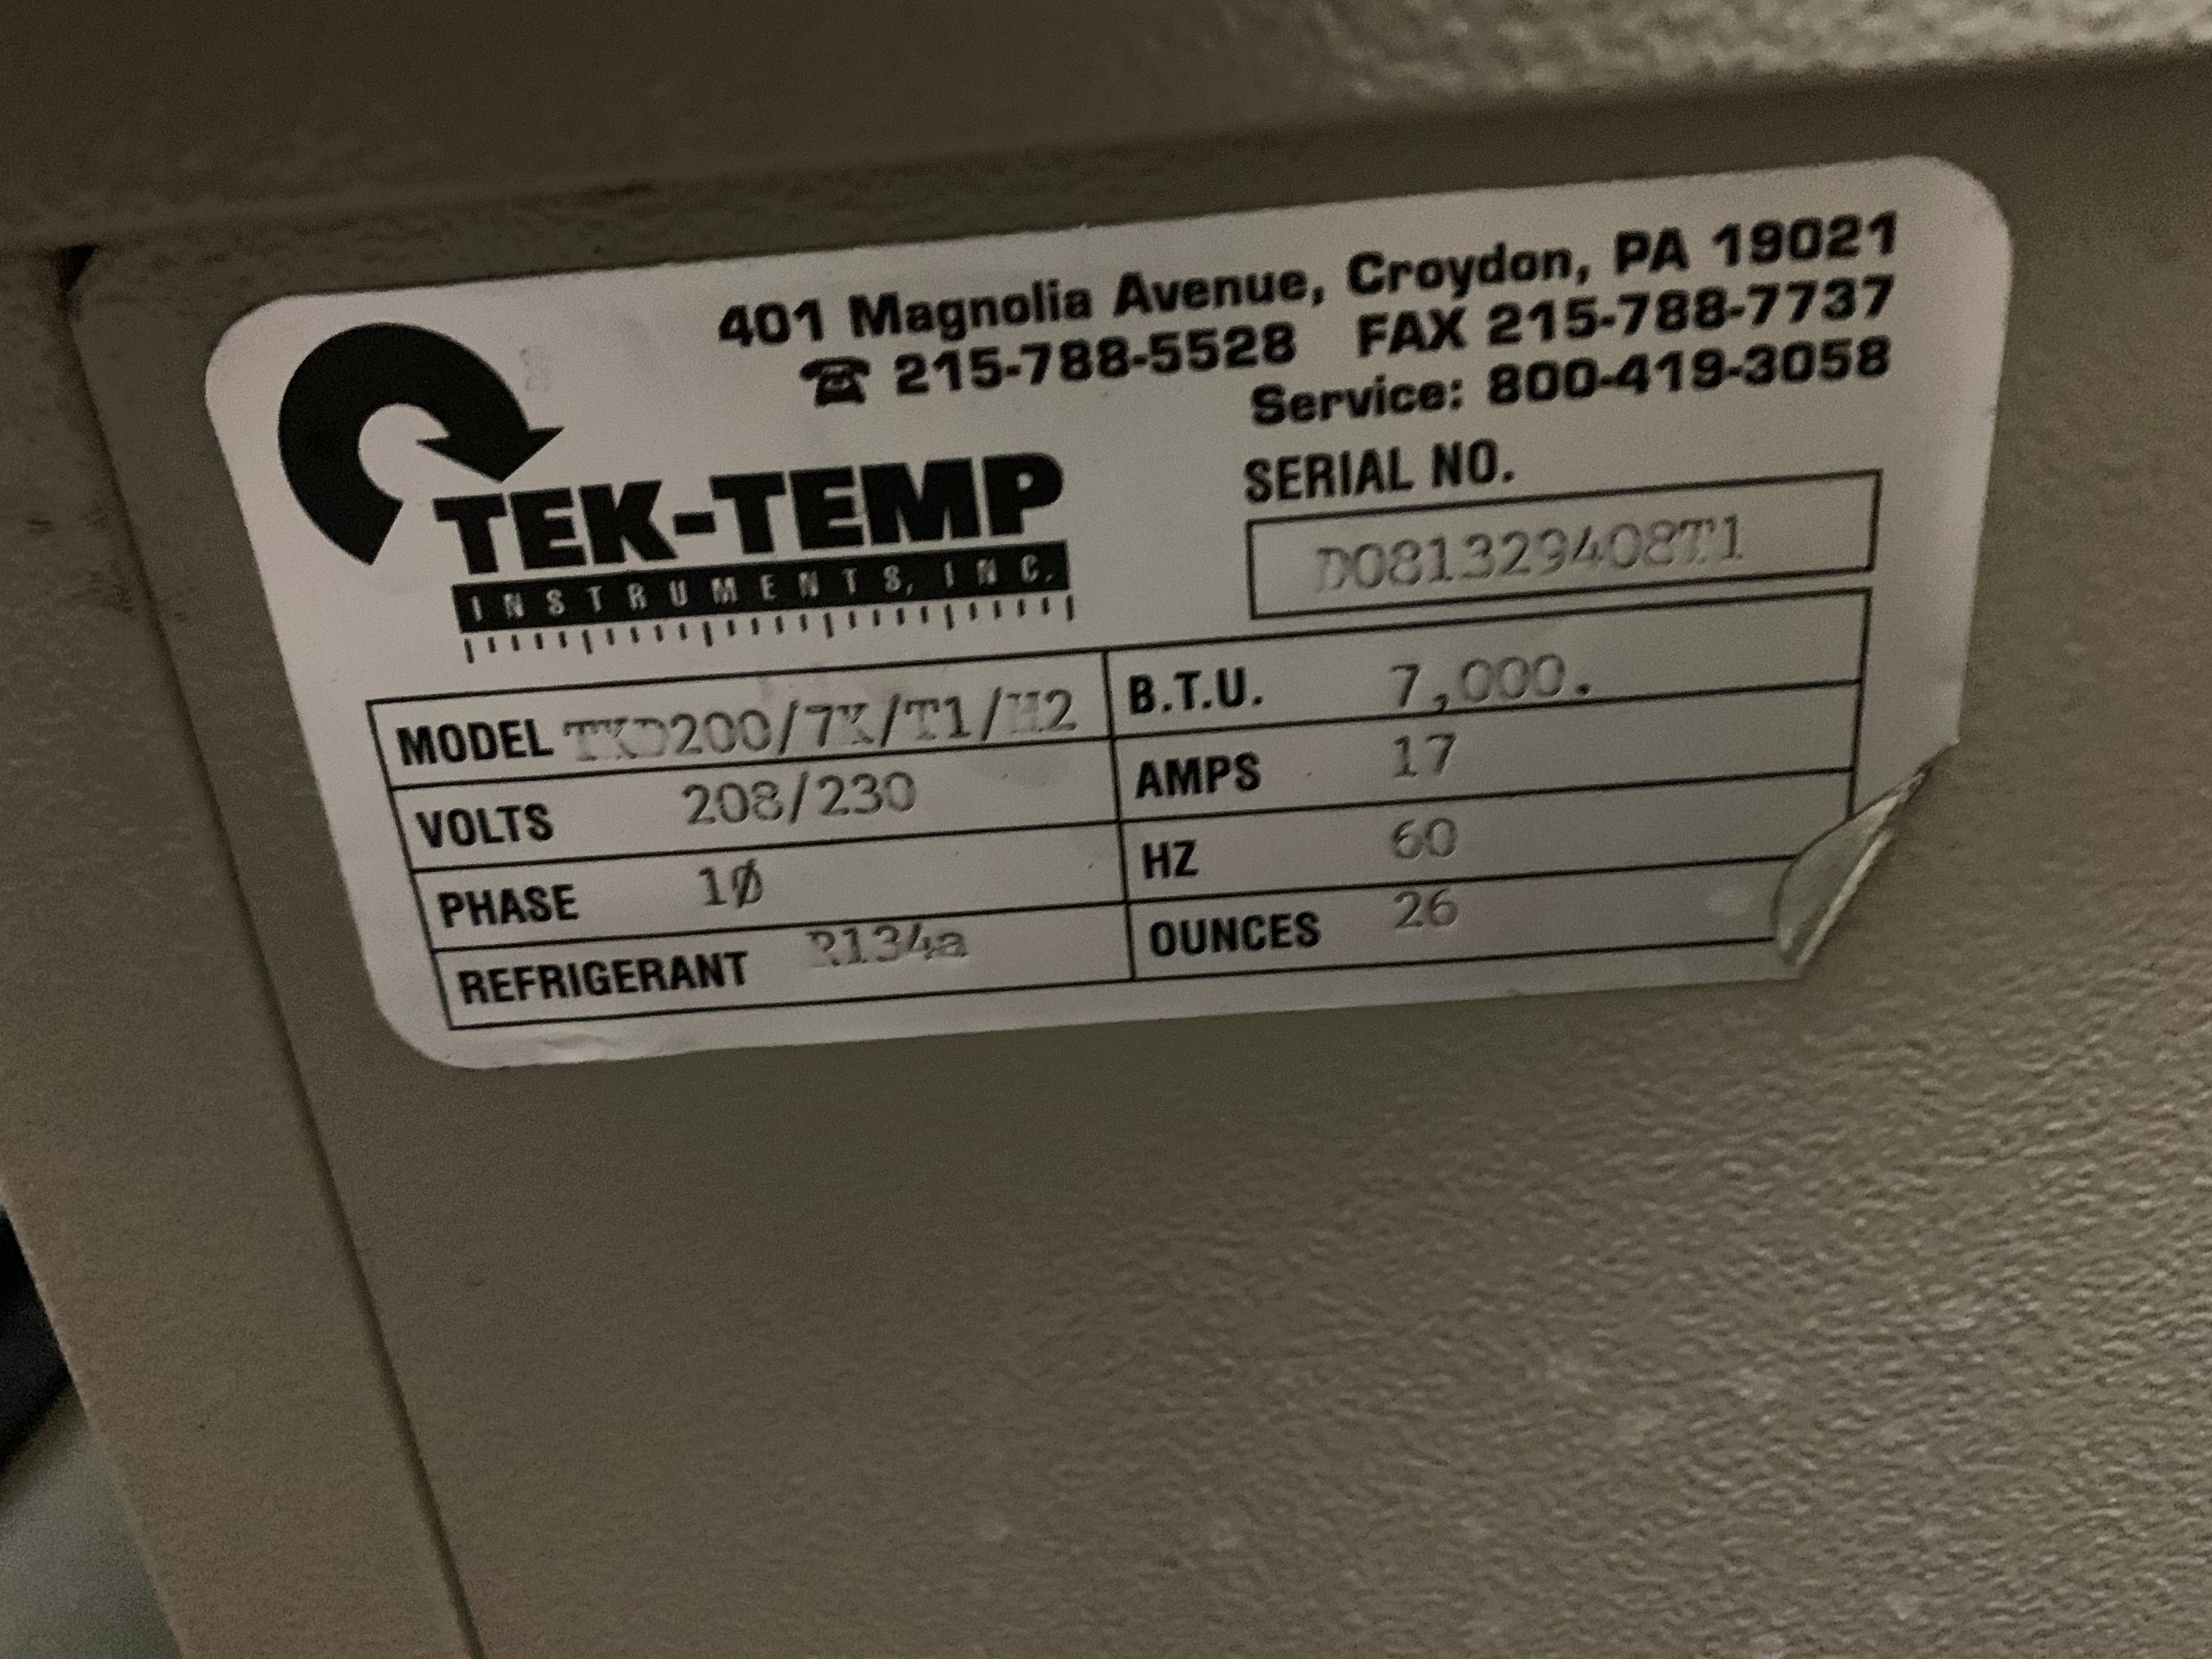 401 Magnolia Avenue, Croydon, PA 19021
☎ 215-788-5528 FAX 215-788-7737
Service: 800-419-3058
TEK-TEMP
INSTRUMENTS, INC.
SERIAL NO.
D081329408T1
MODEL TKD200/7K/T1/H2
B.T.U. 7,000.
VOLTS 208/230
AMPS 17
PHASE 1Ø
HZ 60
REFRIGERANT R134a
OUNCES 26